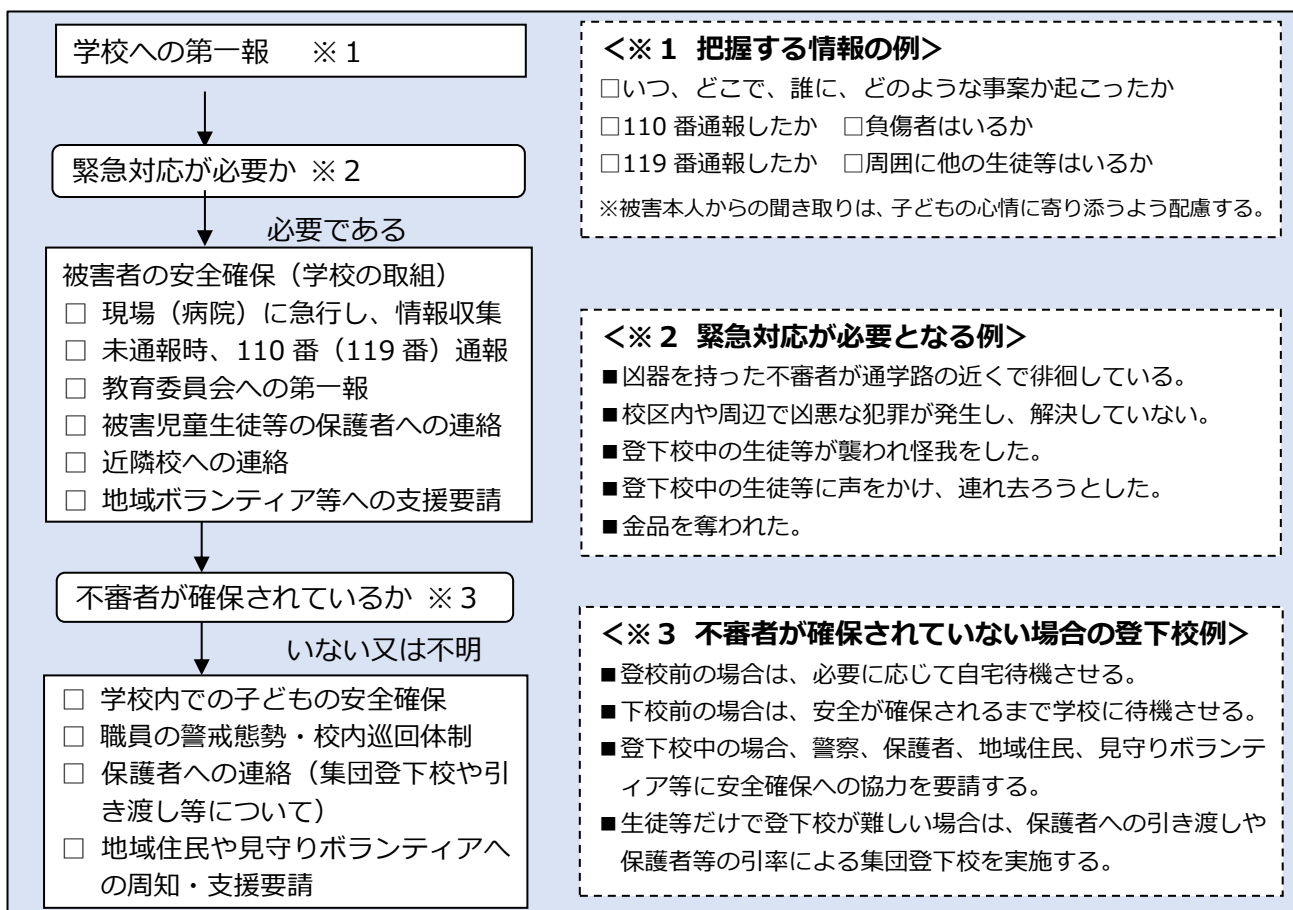 学校への第一報　※１
緊急対応が必要か ※２
必要である
被害者の安全確保（学校の取組）
□ 現場（病院）に急行し、情報収集
□ 未通報時、110 番（119 番）通報
□ 教育委員会への第一報
□ 被害児童生徒等の保護者への連絡
□ 近隣校への連絡
□ 地域ボランティア等への支援要請
不審者が確保されているか ※３
いない又は不明
□ 学校内での子どもの安全確保
□ 職員の警戒態勢・校内巡回体制
□ 保護者への連絡（集団登下校や引
き渡し等について）
□ 地域住民や見守りボランティアへ
の周知・支援要請
＜※１ 把握する情報の例＞
□いつ、どこで、誰に、どのような事案か起こったか
□110 番通報したか　□負傷者はいるか
□119 番通報したか　□周囲に他の生徒等はいるか
※被害本人からの聞き取りは、子どもの心情に寄り添うよう配慮する。
＜※２ 緊急対応が必要となる例＞
■凶器を持った不審者が通学路の近くで徘徊している。
■校区内や周辺で凶悪な犯罪が発生し、解決していない。
■登下校中の生徒等が襲われ怪我をした。
■登下校中の生徒等に声をかけ、連れ去ろうとした。
■金品を奪われた。
＜※３ 不審者が確保されていない場合の登下校例＞
■登校前の場合は、必要に応じて自宅待機させる。
■下校前の場合は、安全が確保されるまで学校に待機させる。
■登下校中の場合、警察、保護者、地域住民、見守りボランテ
ィア等に安全確保への協力を要請する。
■生徒等だけで登下校が難しい場合は、保護者への引き渡しや
保護者等の引率による集団登下校を実施する。